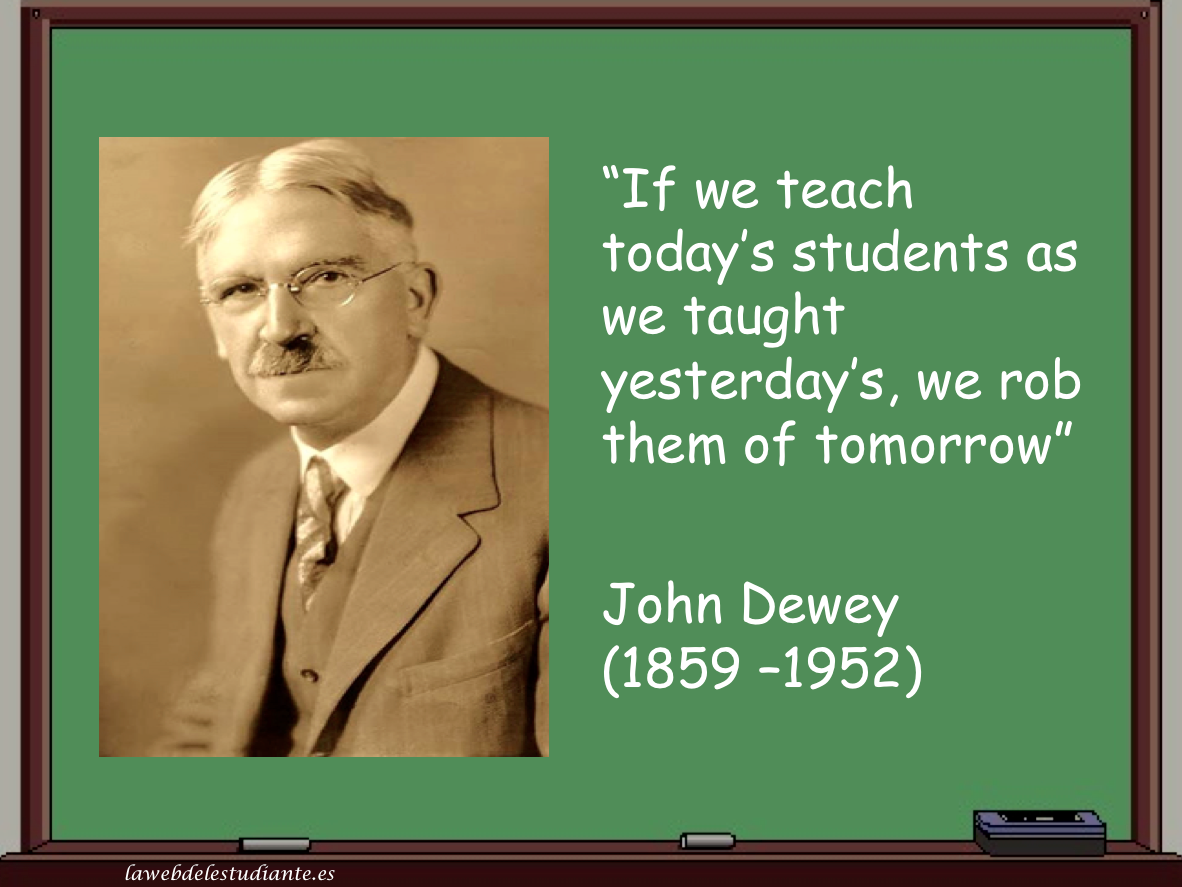 “If we teach
today’s students as
we taught
yesterday’s, we rob
them of tomorrow”
John Dewey
(1859 –1952)
lawebdelestudiante.es